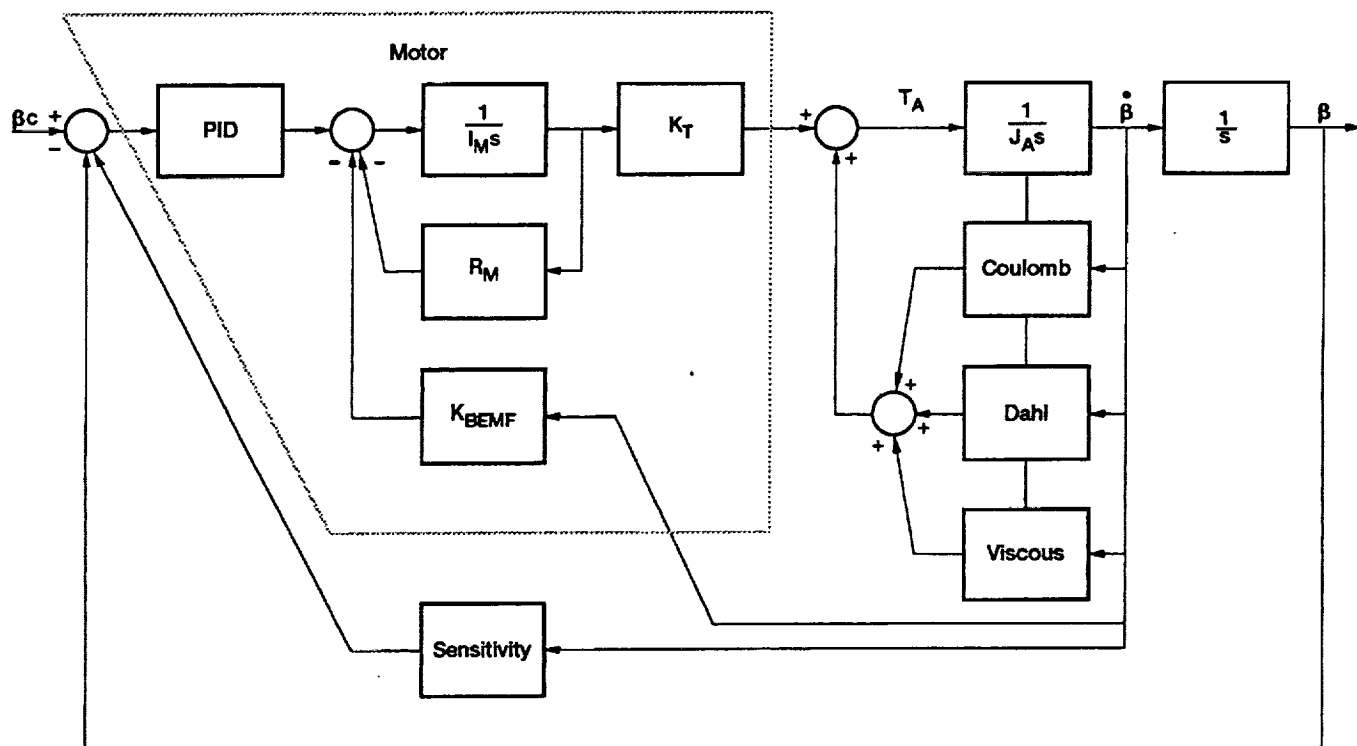 Motor
βc
+
-
PID
-
-
1
I_M s
K_T
+
+
T_A
1
J_A s
β̇
1
s
β
R_M
Coulomb
K_BEMF
+
+
+
Dahl
Viscous
Sensitivity